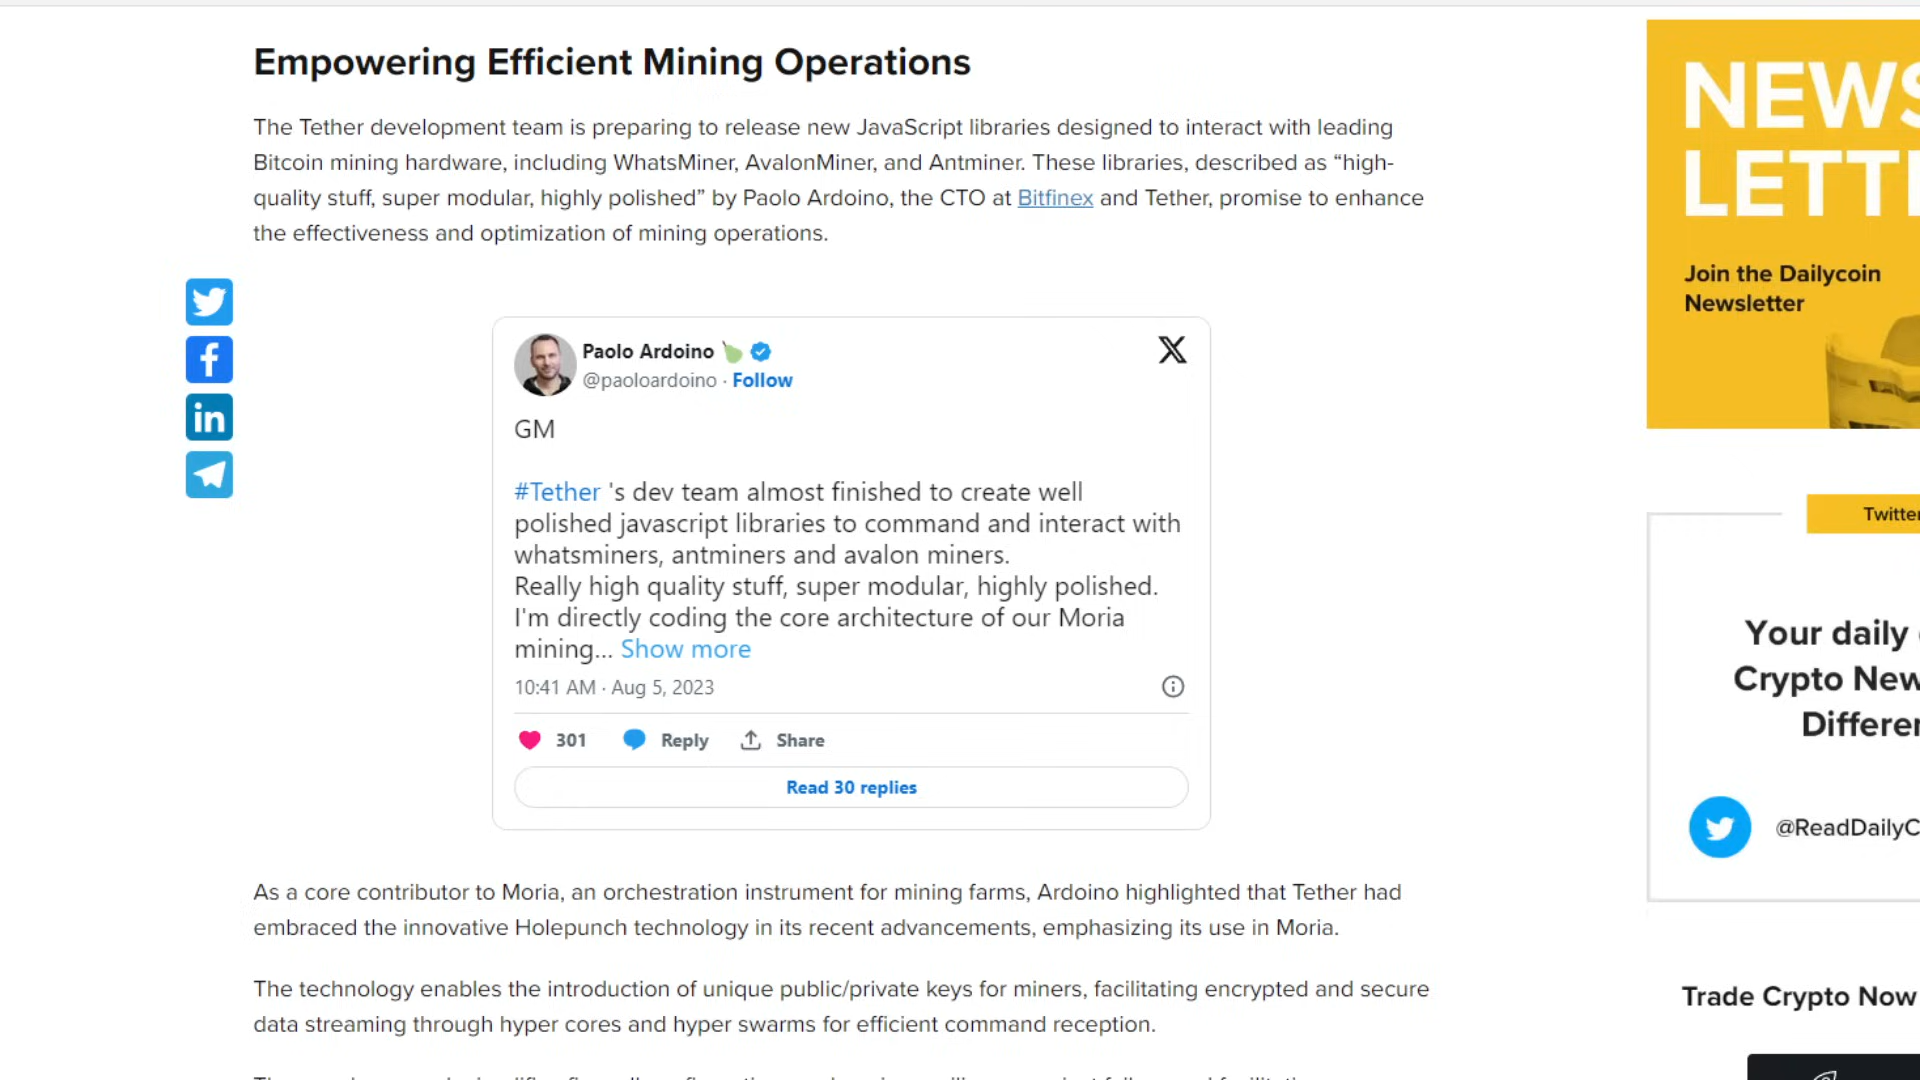 Empowering Efficient Mining Operations
The Tether development team is preparing to release new JavaScript libraries designed to interact with leading
Bitcoin mining hardware, including WhatsMiner, AvalonMiner, and Antminer. These libraries, described as “high-
quality stuff, super modular, highly polished” by Paolo Ardoino, the CTO at Bitfinex and Tether, promise to enhance
the effectiveness and optimization of mining operations.
Paolo Ardoino
@paoloardoino · Follow
GM
#Tether 's dev team almost finished to create well
polished javascript libraries to command and interact with
whatsminers, antminers and avalon miners.
Really high quality stuff, super modular, highly polished.
I'm directly coding the core architecture of our Moria
mining... Show more
10:41 AM · Aug 5, 2023
301 Reply Share
Read 30 replies
As a core contributor to Moria, an orchestration instrument for mining farms, Ardoino highlighted that Tether had
embraced the innovative Holepunch technology in its recent advancements, emphasizing its use in Moria.
The technology enables the introduction of unique public/private keys for miners, facilitating encrypted and secure
data streaming through hyper cores and hyper swarms for efficient command reception.
NEWS
LETT
Join the Dailycoin
Newsletter
Twitter
Your daily
Crypto New
Differen
@ReadDailyC
Trade Crypto Now